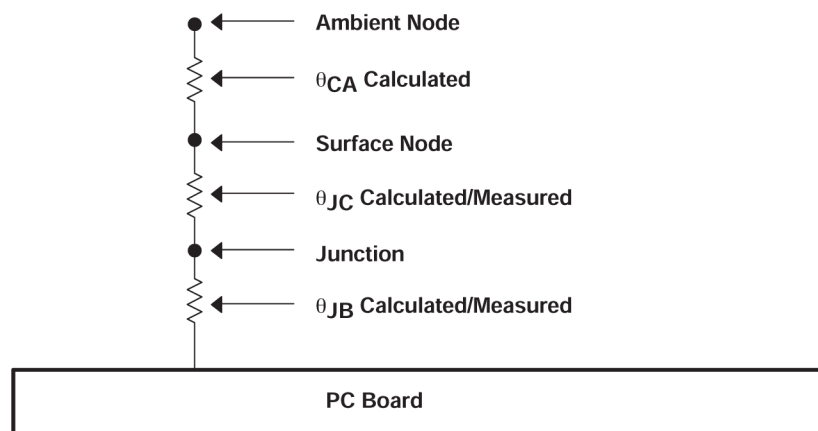 Ambient Node
θCA Calculated
Surface Node
θJC Calculated/Measured
Junction
θJB Calculated/Measured
PC Board